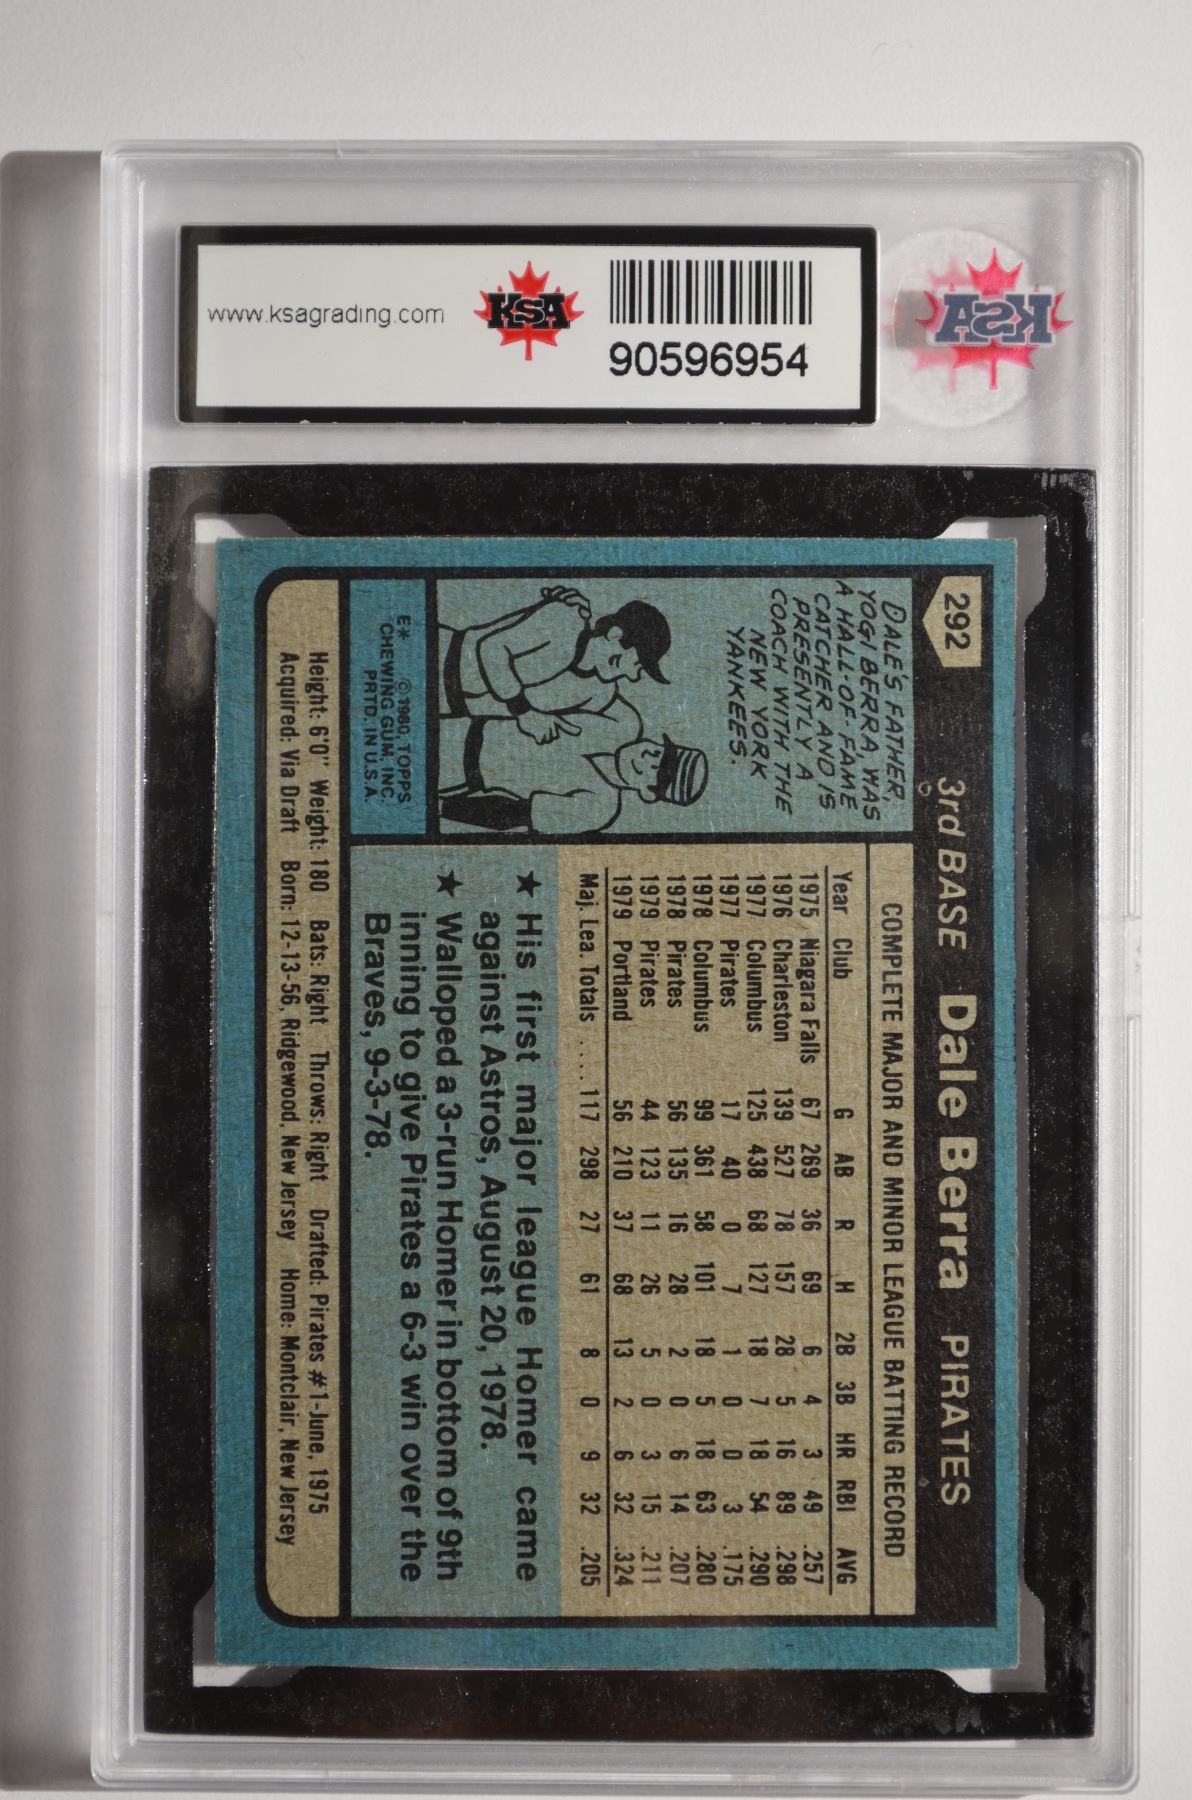 www.ksagrading.com
KSA
90596954
KSA
292
3rd BASE Dale Berra PIRATES
DALE'S FATHER,
YOGI BERRA, WAS
A HALL-OF-FAME
CATCHER AND IS
PRESENTLY A
COACH WITH THE
NEW YORK
YANKEES.
E* © 1980, TOPPS
CHEWING GUM, INC.
PRTD. IN U.S.A.
COMPLETE MAJOR AND MINOR LEAGUE BATTING RECORD
Year Club G AB R H 2B 3B HR RBI AVG
1975 Niagara Falls 67 269 36 69 6 4 3 49 .257
1976 Charleston 139 527 78 157 28 5 16 89 .298
1977 Columbus 125 438 68 127 18 7 18 54 .290
1977 Pirates 17 40 0 7 1 0 0 3 .175
1978 Columbus 99 361 58 101 18 5 18 63 .280
1978 Pirates 56 135 16 28 2 0 6 14 .207
1979 Pirates 44 123 11 26 5 0 3 15 .211
1979 Portland 56 210 37 68 13 2 6 32 .324
Maj. Lea. Totals .... 117 298 27 61 8 0 9 32 .205
★ His first major league Homer came
against Astros, August 20, 1978.
★ Walloped a 3-run Homer in bottom of 9th
inning to give Pirates a 6-3 win over the
Braves, 9-3-78.
Height: 6'0" Weight: 180 Bats: Right Throws: Right Drafted: Pirates #1-June, 1975
Acquired: Via Draft Born: 12-13-56, Ridgewood, New Jersey Home: Montclair, New Jersey